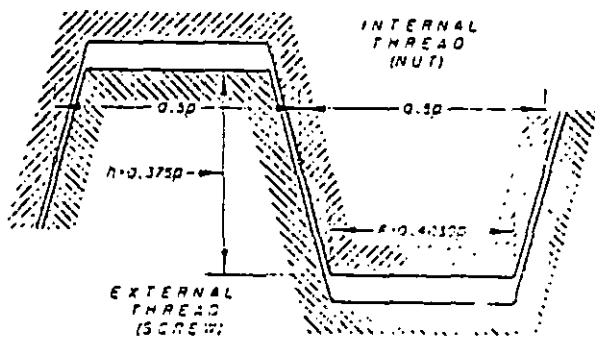 INTERNAL
THREAD
(NUT)
0.5p
0.5p
h=0.375p
EXTERNAL
THREAD
(SCREW)